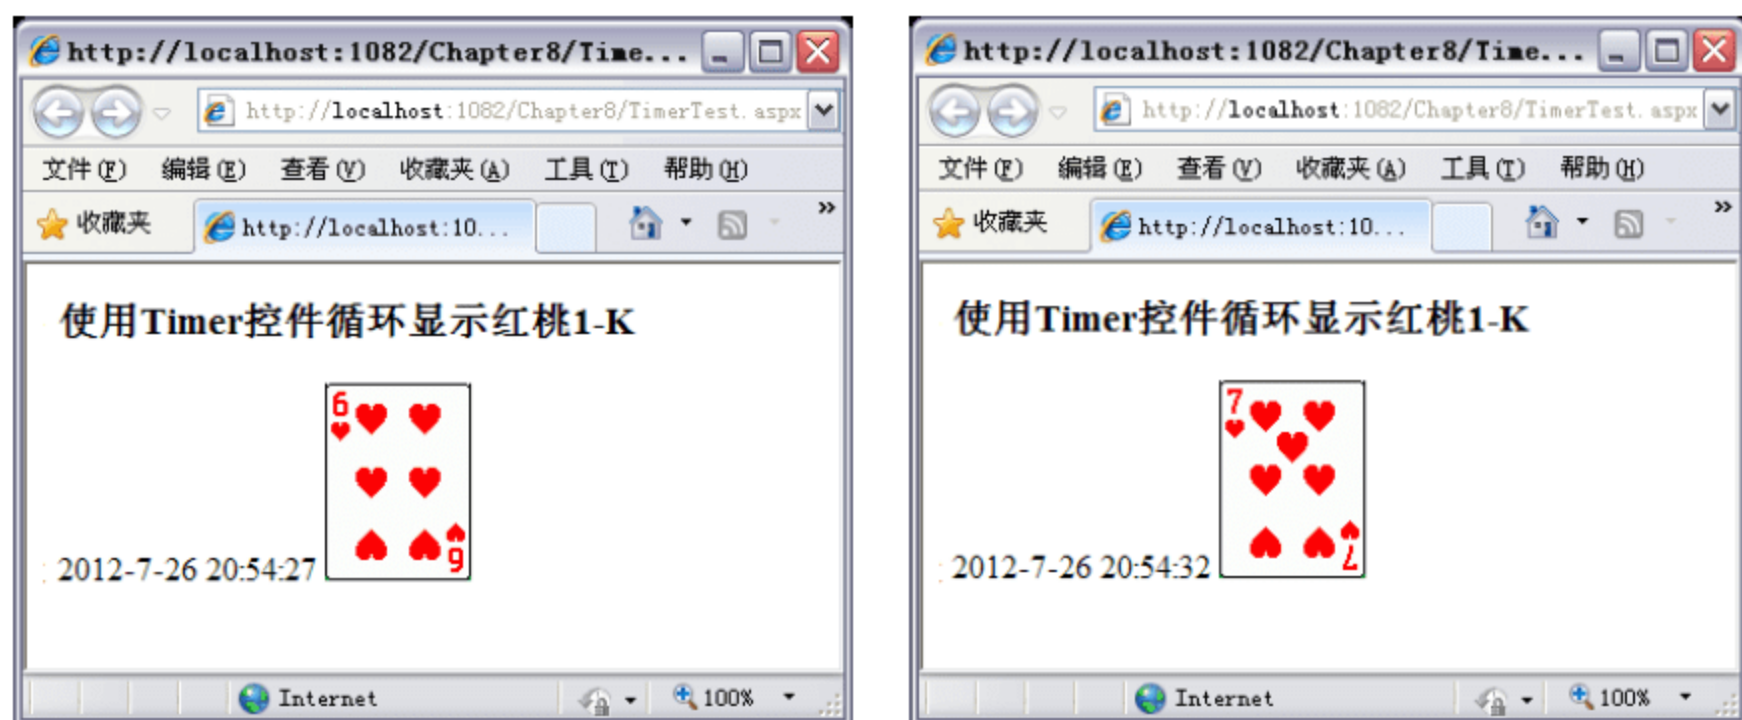 http://localhost:1082/Chapter8/Time...
http://localhost:1082/Chapter8/TimerTest.aspx
文件(F) 编辑(E) 查看(V) 收藏夹(A) 工具(T) 帮助(H)
收藏夹 http://localhost:10... »
使用Timer控件循环显示红桃1-K
6
6
2012-7-26 20:54:27
Internet 100%
http://localhost:1082/Chapter8/Time...
http://localhost:1082/Chapter8/TimerTest.aspx
文件(F) 编辑(E) 查看(V) 收藏夹(A) 工具(T) 帮助(H)
收藏夹 http://localhost:10... »
使用Timer控件循环显示红桃1-K
7
7
2012-7-26 20:54:32
Internet 100%